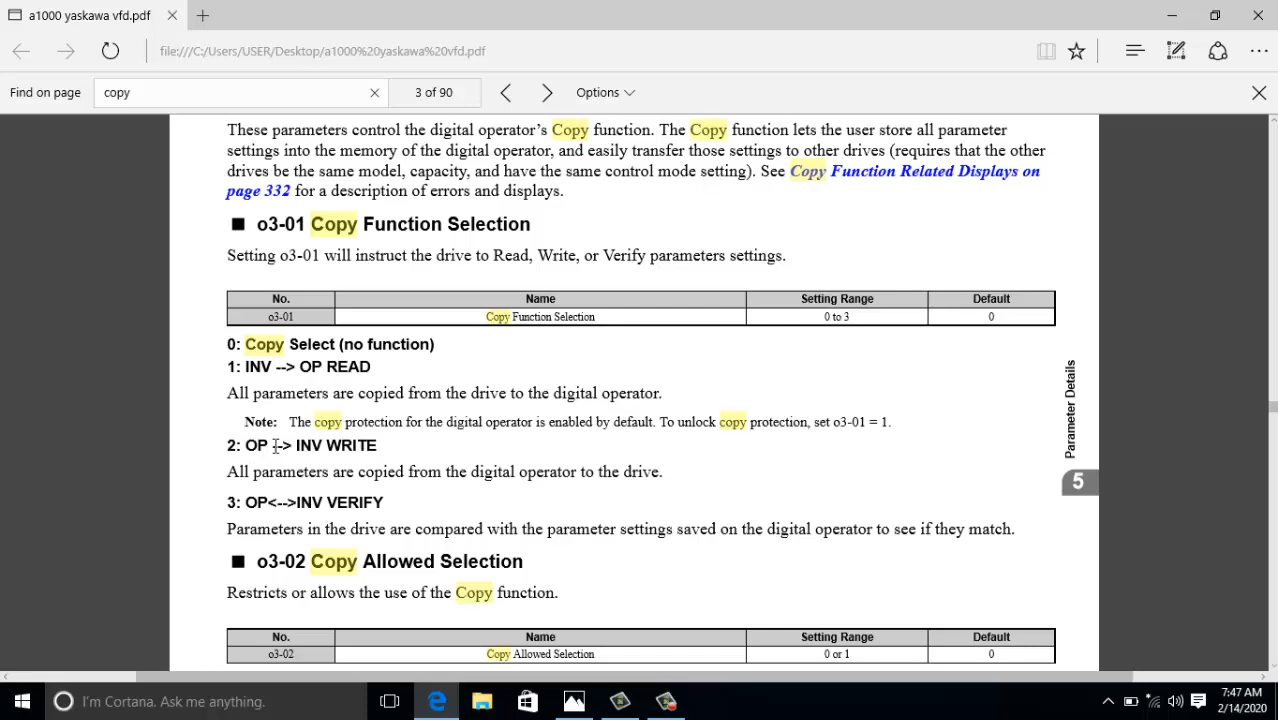 a1000 yaskawa vfd.pdf
file:///C:/Users/USER/Desktop/a1000%20yaskawa%20vfd.pdf
Find on page copy 3 of 90 Options
These parameters control the digital operator's Copy function. The Copy function lets the user store all parameter
settings into the memory of the digital operator, and easily transfer those settings to other drives (requires that the other
drives be the same model, capacity, and have the same control mode setting). See Copy Function Related Displays on
page 332 for a description of errors and displays.
■ o3-01 Copy Function Selection
Setting o3-01 will instruct the drive to Read, Write, or Verify parameters settings.
No. Name Setting Range Default
o3-01 Copy Function Selection 0 to 3 0
0: Copy Select (no function)
1: INV --> OP READ
All parameters are copied from the drive to the digital operator.
Note: The copy protection for the digital operator is enabled by default. To unlock copy protection, set o3-01 = 1.
2: OP --> INV WRITE
All parameters are copied from the digital operator to the drive.
3: OP<-->INV VERIFY
Parameters in the drive are compared with the parameter settings saved on the digital operator to see if they match.
■ o3-02 Copy Allowed Selection
Restricts or allows the use of the Copy function.
No. Name Setting Range Default
o3-02 Copy Allowed Selection 0 or 1 0
Parameter Details
5
I'm Cortana. Ask me anything.
7:47 AM
2/14/2020